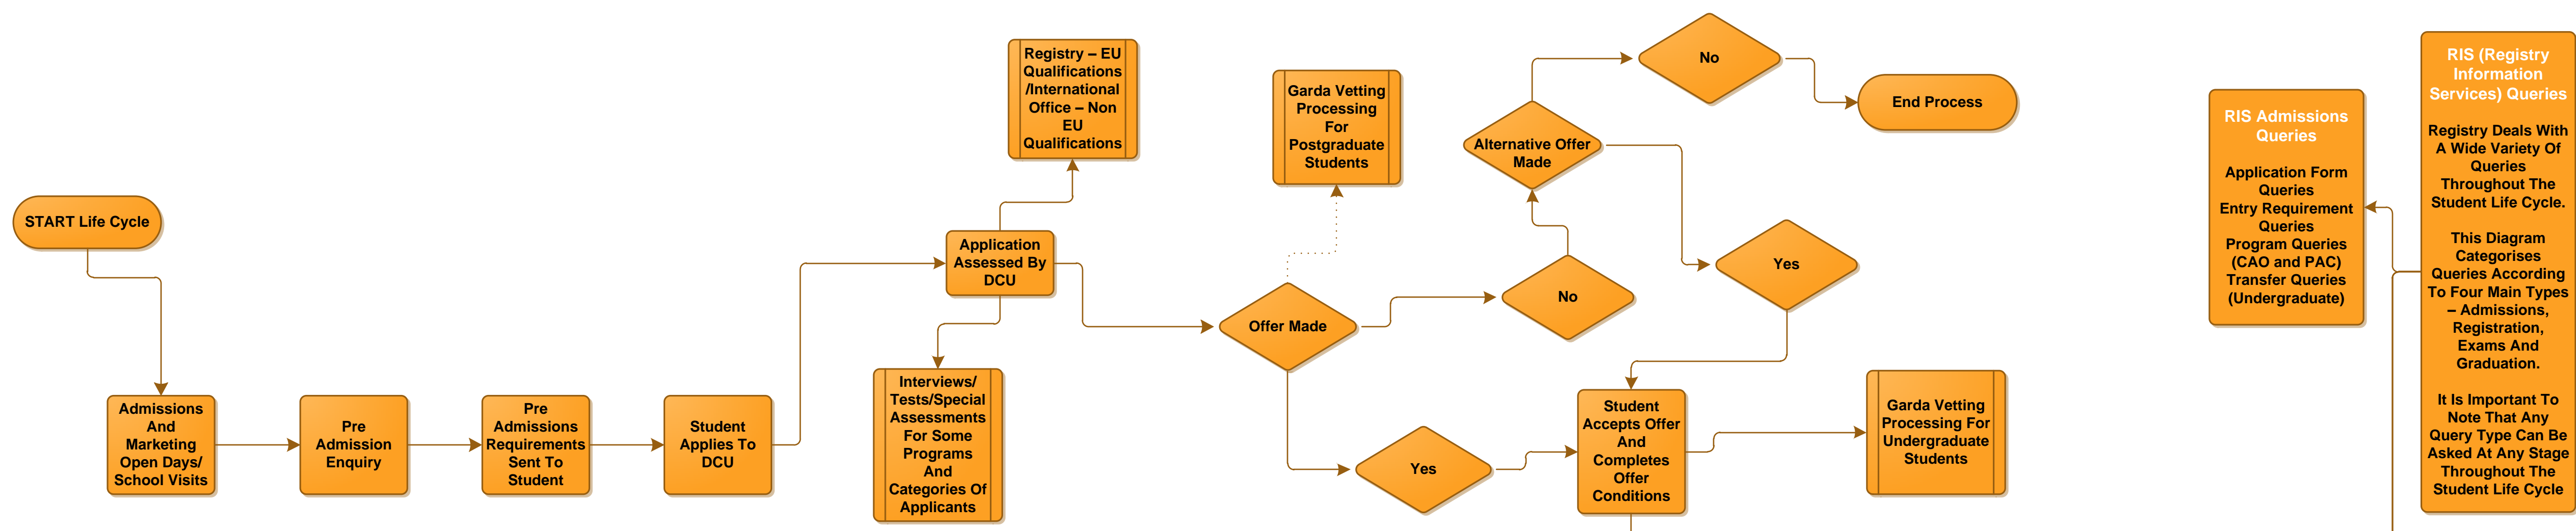 START Life Cycle
Admissions
And
Marketing
Open Days/
School Visits
Pre
Admission
Enquiry
Pre
Admissions
Requirements
Sent To
Student
Student
Applies To
DCU
Application
Assessed By
DCU
Registry – EU
Qualifications
/International
Office – Non
EU
Qualifications
Interviews/
Tests/Special
Assessments
For Some
Programs
And
Categories Of
Applicants
Offer Made
Garda Vetting
Processing
For
Postgraduate
Students
No
Alternative Offer
Made
No
End Process
Yes
Yes
Student
Accepts Offer
And
Completes
Offer
Conditions
Garda Vetting
Processing For
Undergraduate
Students
RIS Admissions
Queries
Application Form
Queries
Entry Requirement
Queries
Program Queries
(CAO and PAC)
Transfer Queries
(Undergraduate)
RIS (Registry
Information
Services) Queries
Registry Deals With
A Wide Variety Of
Queries
Throughout The
Student Life Cycle.
This Diagram
Categorises
Queries According
To Four Main Types
– Admissions,
Registration,
Exams And
Graduation.
It Is Important To
Note That Any
Query Type Can Be
Asked At Any Stage
Throughout The
Student Life Cycle